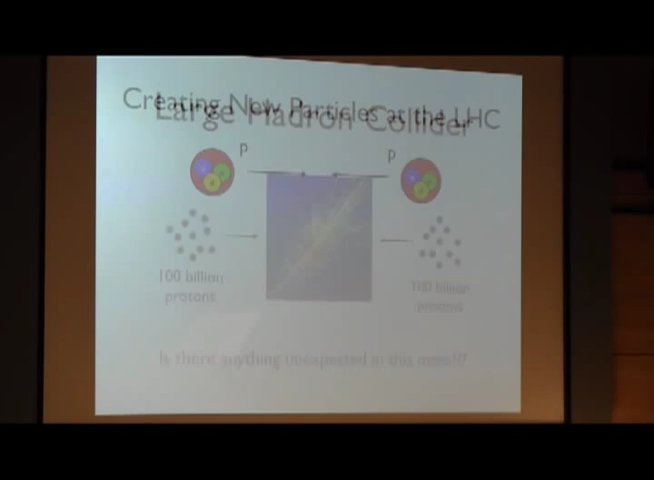 Creating New Particles at the LHC
Large Hadron Collider
p
p
100 billion
protons
100 billion
protons
Is there anything unexpected in this mess!?